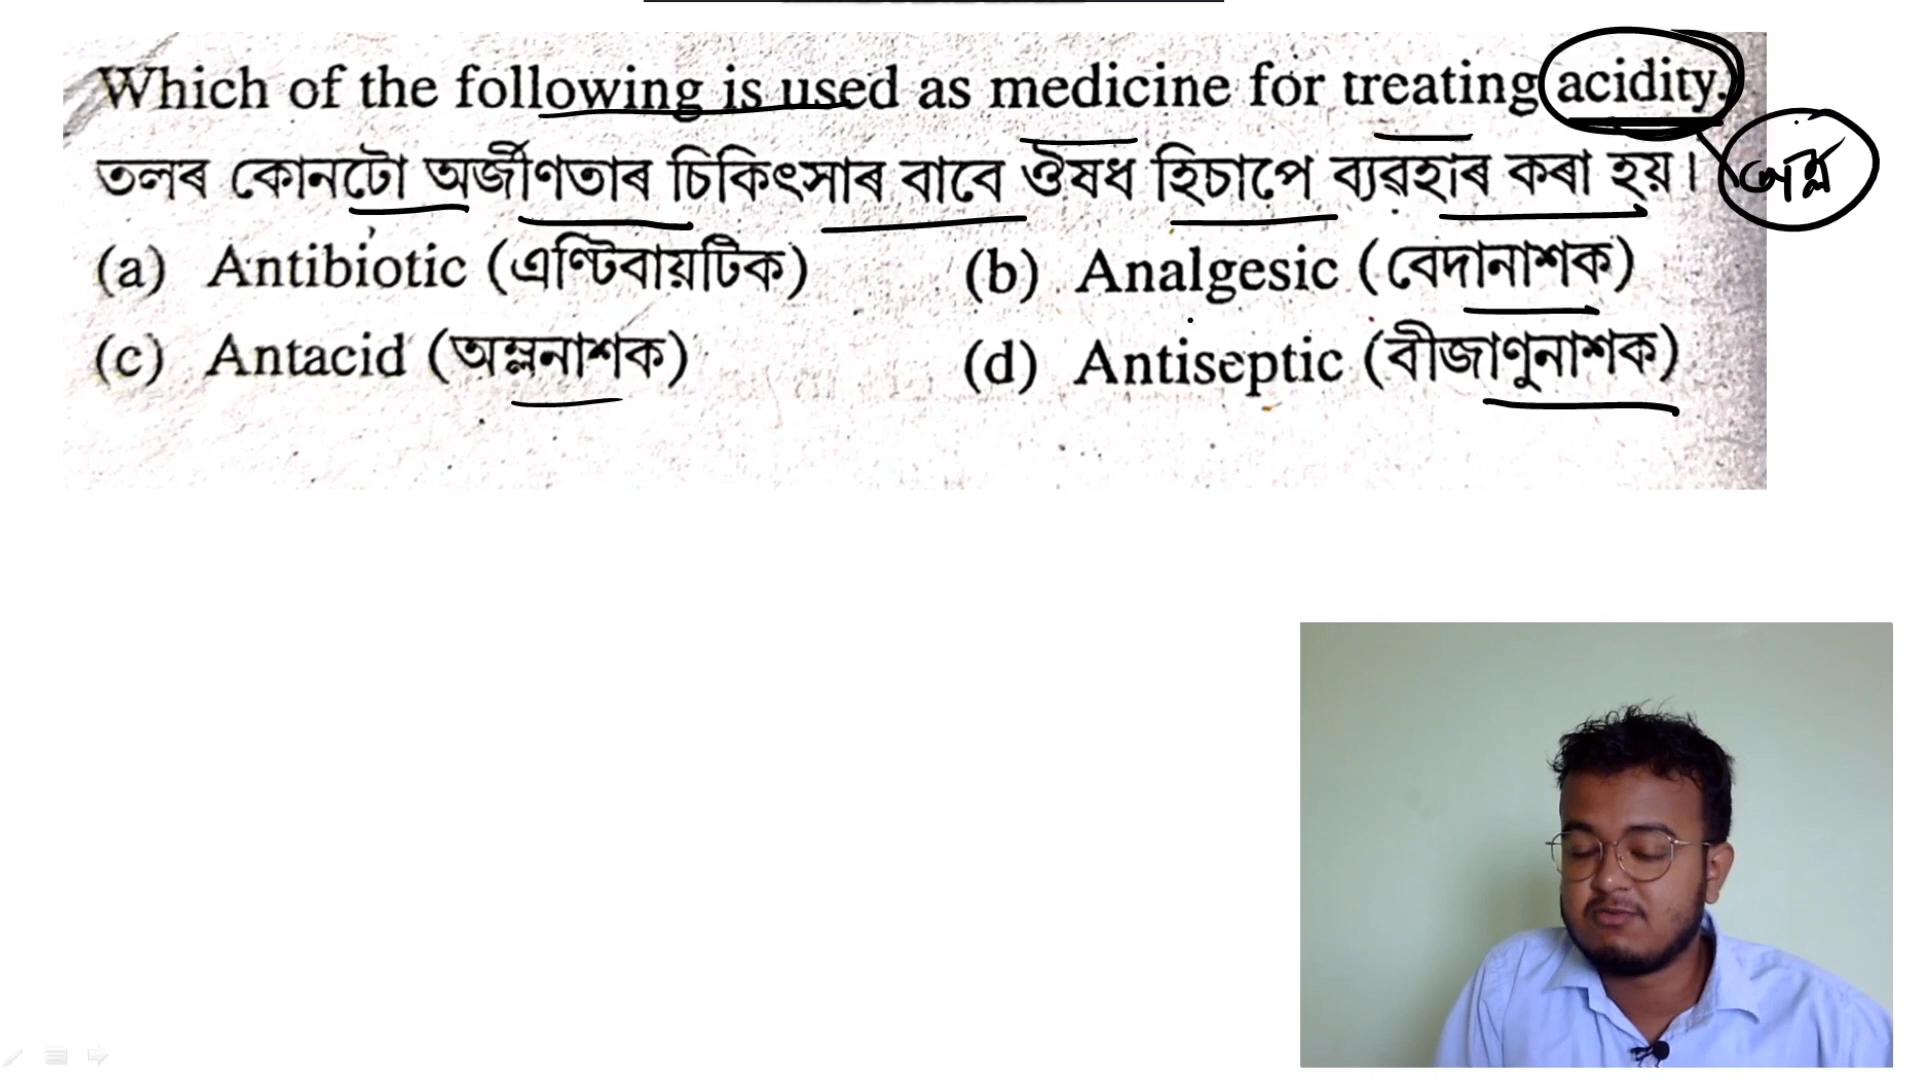 Which of the following is used as medicine for treating acidity.
তলৰ কোনটো অৰ্জীণতাৰ চিকিৎসাৰ বাবে ঔষধ হিচাপে ব্যৱহাৰ কৰা হয়। অম্ল
(a) Antibiotic (এণ্টিবায়টিক) (b) Analgesic (বেদানাশক)
(c) Antacid (অম্লনাশক) (d) Antiseptic (বীজাণুনাশক)